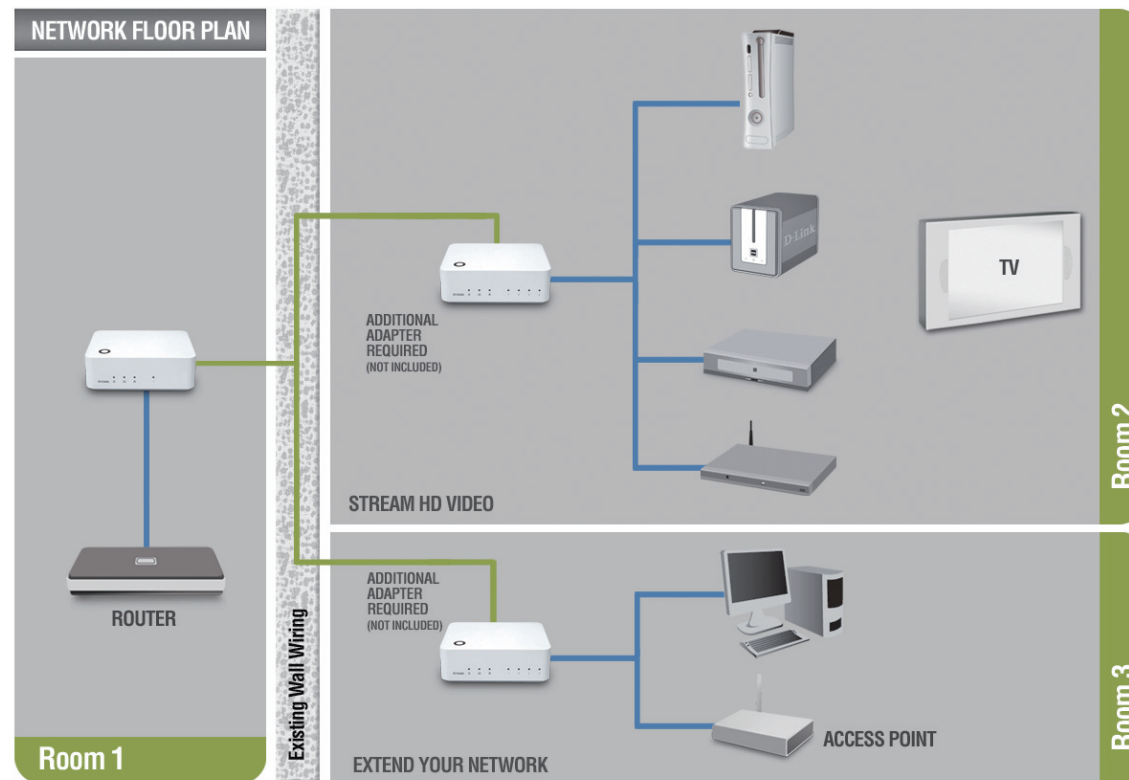 NETWORK FLOOR PLAN
ROUTER
Room 1
Existing Wall Wiring
ADDITIONAL
ADAPTER
REQUIRED
(NOT INCLUDED)
D-Link
TV
STREAM HD VIDEO
Room 2
ADDITIONAL
ADAPTER
REQUIRED
(NOT INCLUDED)
ACCESS POINT
EXTEND YOUR NETWORK
Room 3